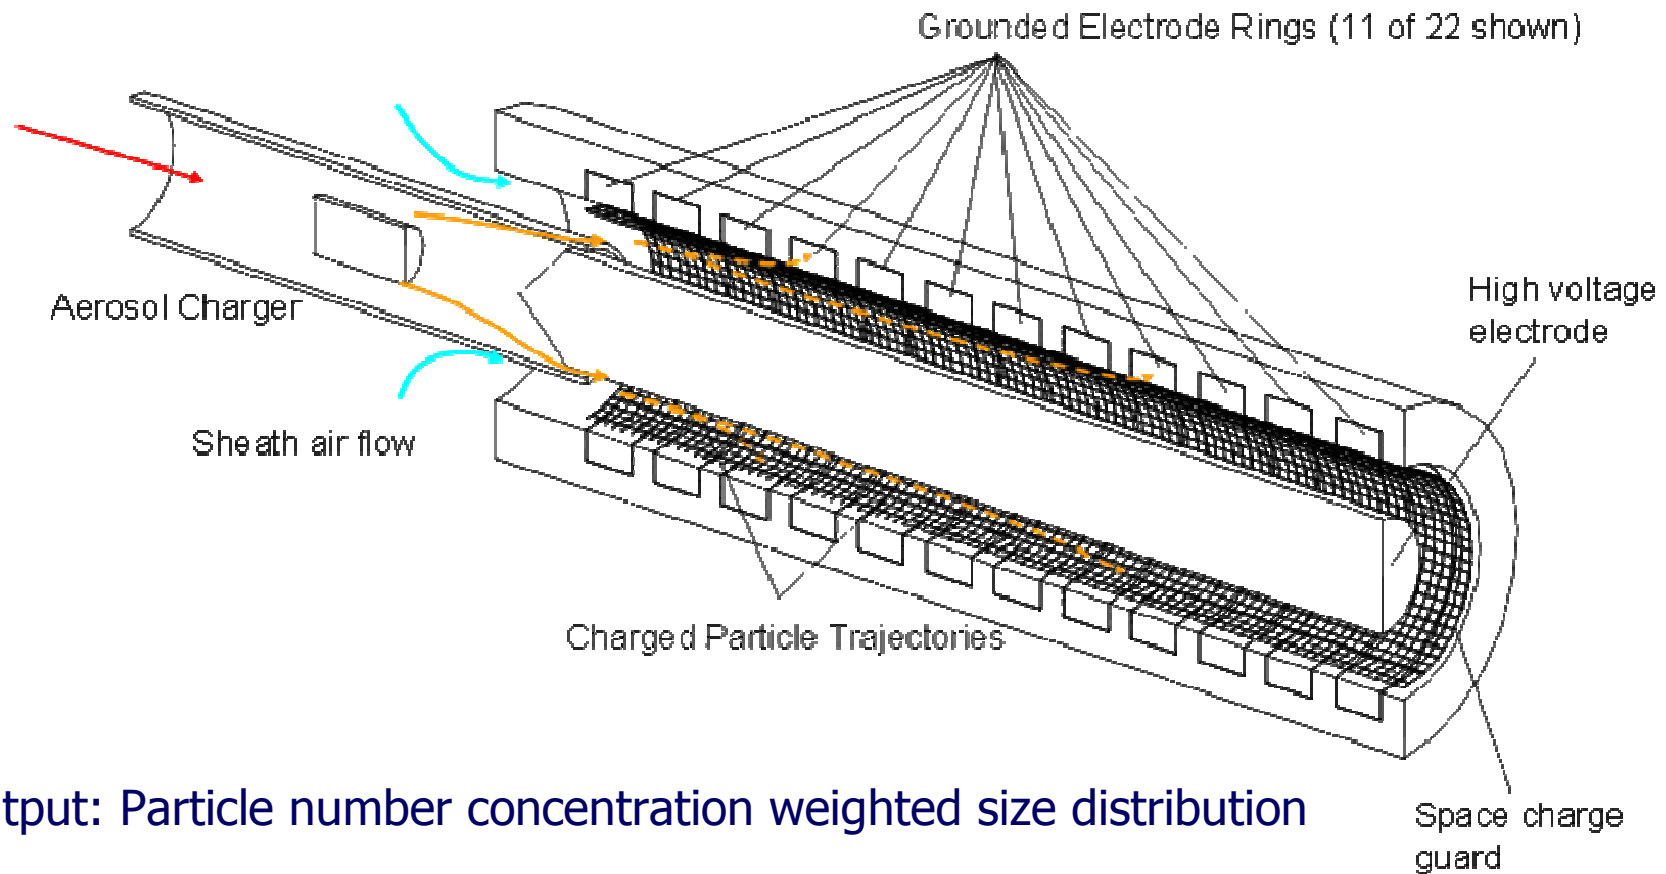 Grounded Electrode Rings (11 of 22 shown)
High voltage
electrode
Aerosol Charger
Sheath air flow
Charged Particle Trajectories
tput: Particle number concentration weighted size distribution
Space charge
guard